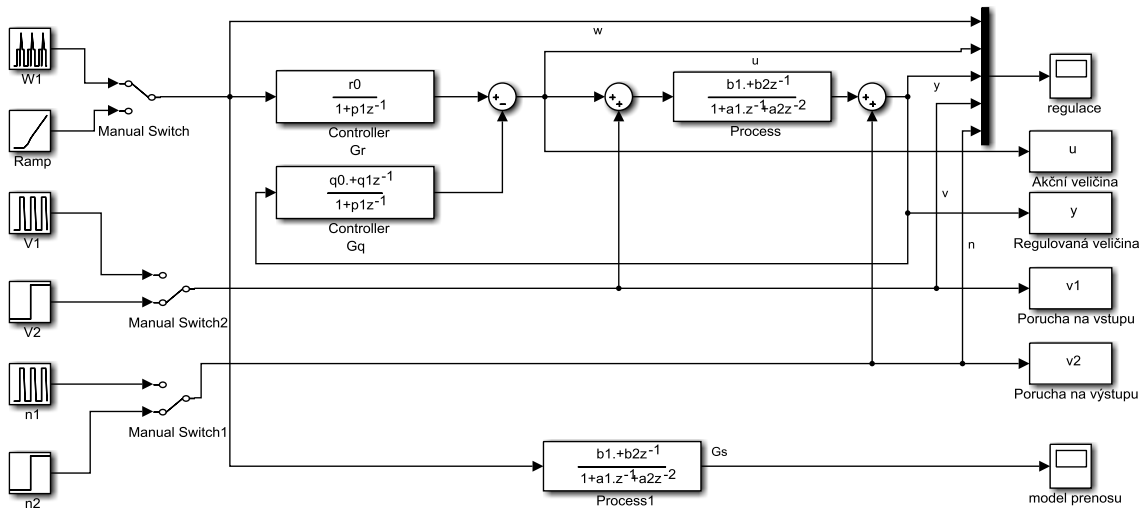 W1
Ramp
Manual Switch
V1
V2
Manual Switch2
n1
n2
Manual Switch1
r0
1+p1z-1
Controller
Gr
q0.+q1z-1
1+p1z-1
Controller
Gq
+
−
+
+
w
u
b1.+b2z-1
1+a1.z-1+a2z-2
Process
+
+
y
v
n
regulace
u
Akční veličina
y
Regulovaná veličina
v1
Porucha na vstupu
v2
Porucha na výstupu
b1.+b2z-1
1+a1.z-1+a2z-2
Process1
Gs
model prenosu